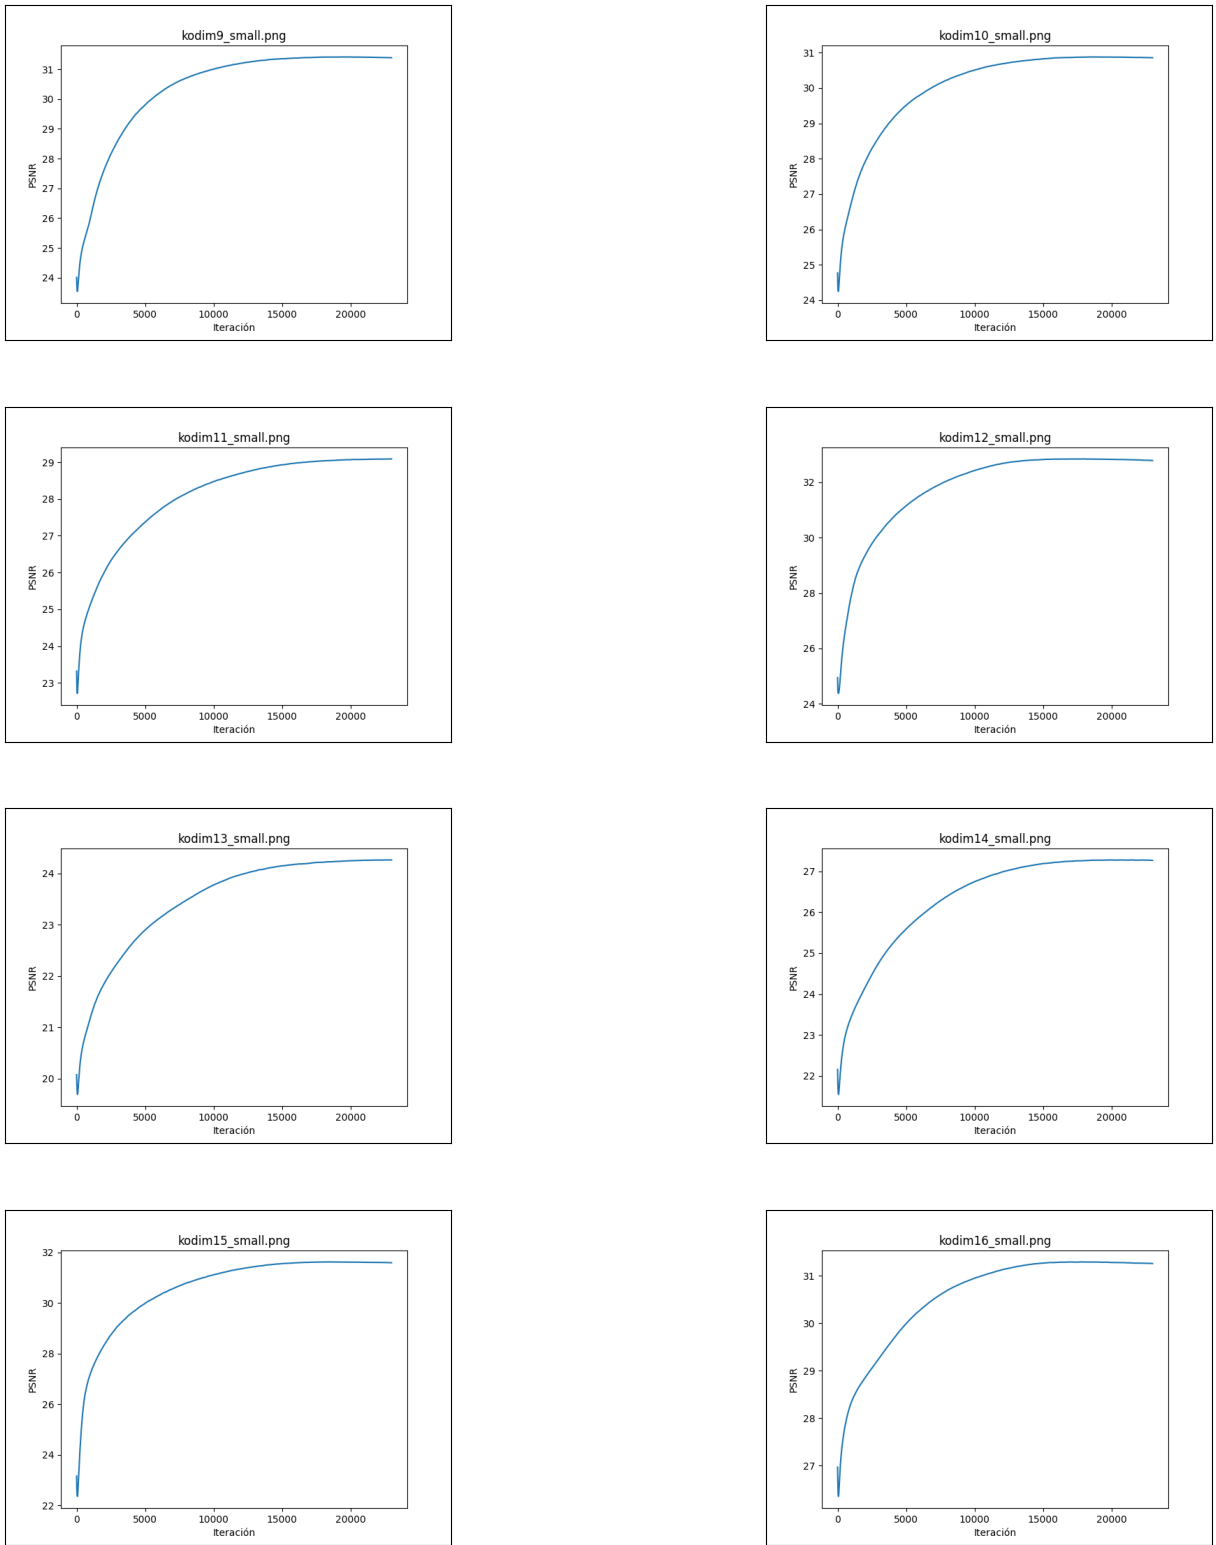 kodim9_small.png
31
30
29
28
27
26
25
24
PSNR
0 5000 10000 15000 20000
Iteración
kodim10_small.png
31
30
29
28
27
26
25
24
PSNR
0 5000 10000 15000 20000
Iteración
kodim11_small.png
29
28
27
26
25
24
23
PSNR
0 5000 10000 15000 20000
Iteración
kodim12_small.png
32
30
28
26
24
PSNR
0 5000 10000 15000 20000
Iteración
kodim13_small.png
24
23
22
21
20
PSNR
0 5000 10000 15000 20000
Iteración
kodim14_small.png
27
26
25
24
23
22
PSNR
0 5000 10000 15000 20000
Iteración
kodim15_small.png
32
30
28
26
24
22
PSNR
0 5000 10000 15000 20000
Iteración
kodim16_small.png
31
30
29
28
27
PSNR
0 5000 10000 15000 20000
Iteración